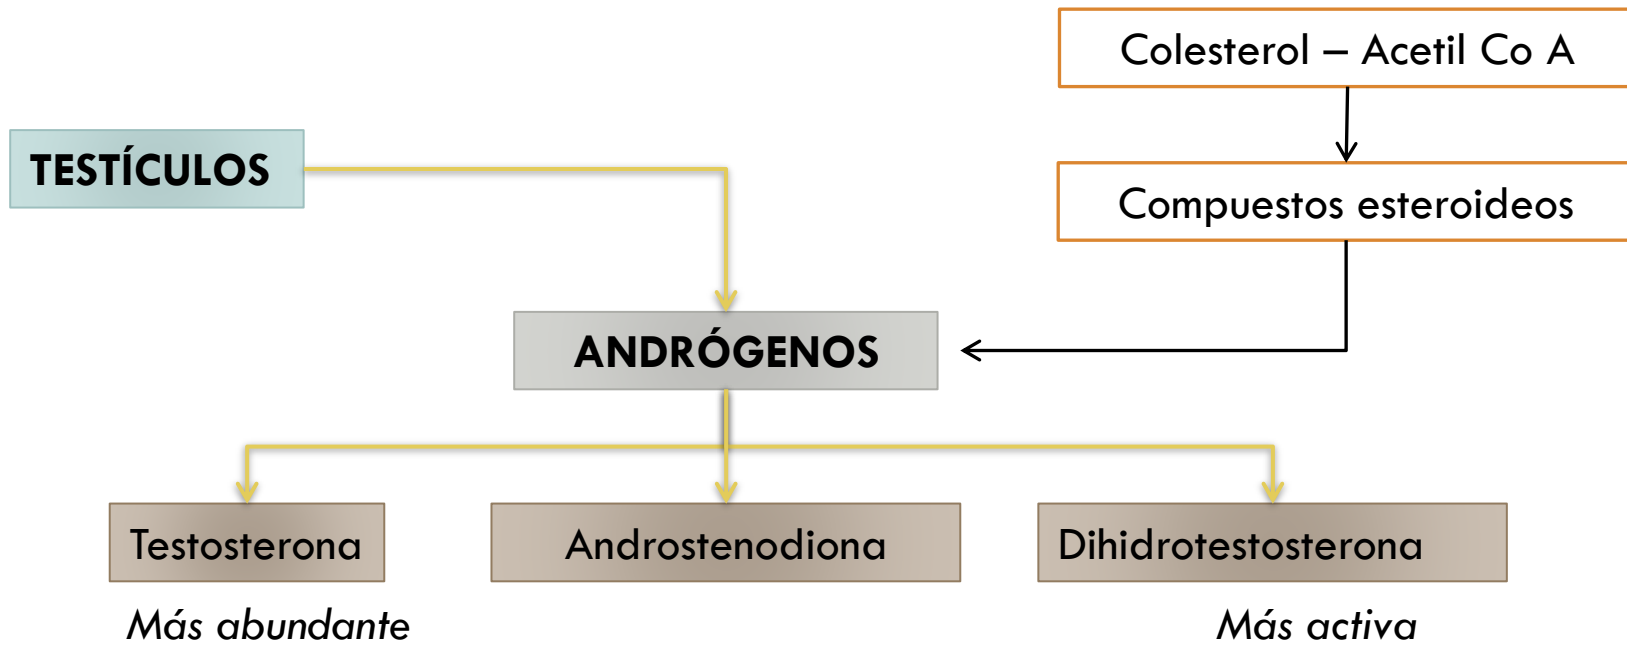 Colesterol – Acetil Co A
TESTÍCULOS
Compuestos esteroideos
ANDRÓGENOS
Testosterona
Androstenodiona
Dihidrotestosterona
Más abundante
Más activa